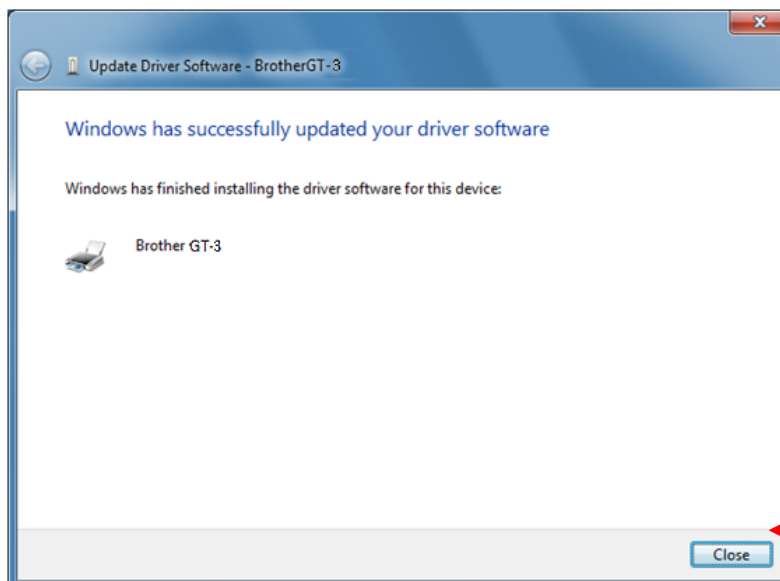 Update Driver Software - BrotherGT-3
Windows has successfully updated your driver software
Windows has finished installing the driver software for this device:
Brother GT-3
Close